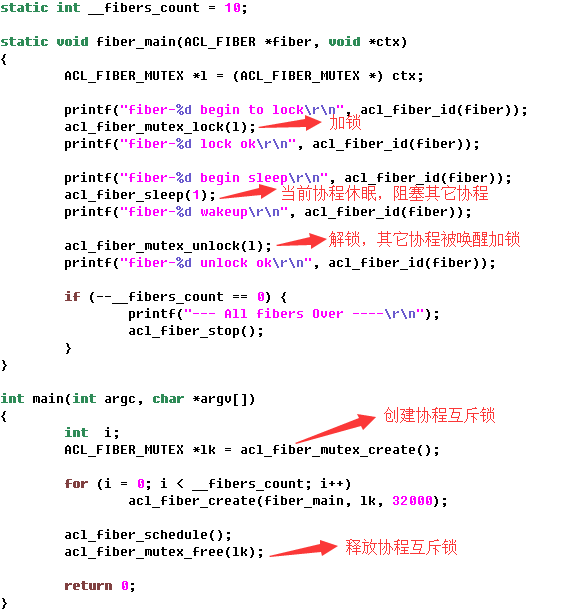 static int __fibers_count = 10;
static void fiber_main(ACL_FIBER *fiber, void *ctx)
{
ACL_FIBER_MUTEX *l = (ACL_FIBER_MUTEX *) ctx;
printf("fiber-%d begin to lock\r\n", acl_fiber_id(fiber));
acl_fiber_mutex_lock(l); 加锁
printf("fiber-%d lock ok\r\n", acl_fiber_id(fiber));
printf("fiber-%d begin sleep\r\n", acl_fiber_id(fiber));
acl_fiber_sleep(1); 当前协程休眠，阻塞其它协程
printf("fiber-%d wakeup\r\n", acl_fiber_id(fiber));
acl_fiber_mutex_unlock(l); 解锁，其它协程被唤醒加锁
printf("fiber-%d unlock ok\r\n", acl_fiber_id(fiber));
if (--__fibers_count == 0) {
printf("--- All fibers Over ----\r\n");
acl_fiber_stop();
}
}
int main(int argc, char *argv[])
{ 创建协程互斥锁
int i;
ACL_FIBER_MUTEX *lk = acl_fiber_mutex_create();
for (i = 0; i < __fibers_count; i++)
acl_fiber_create(fiber_main, lk, 32000);
acl_fiber_schedule();
acl_fiber_mutex_free(lk); 释放协程互斥锁
return 0;
}